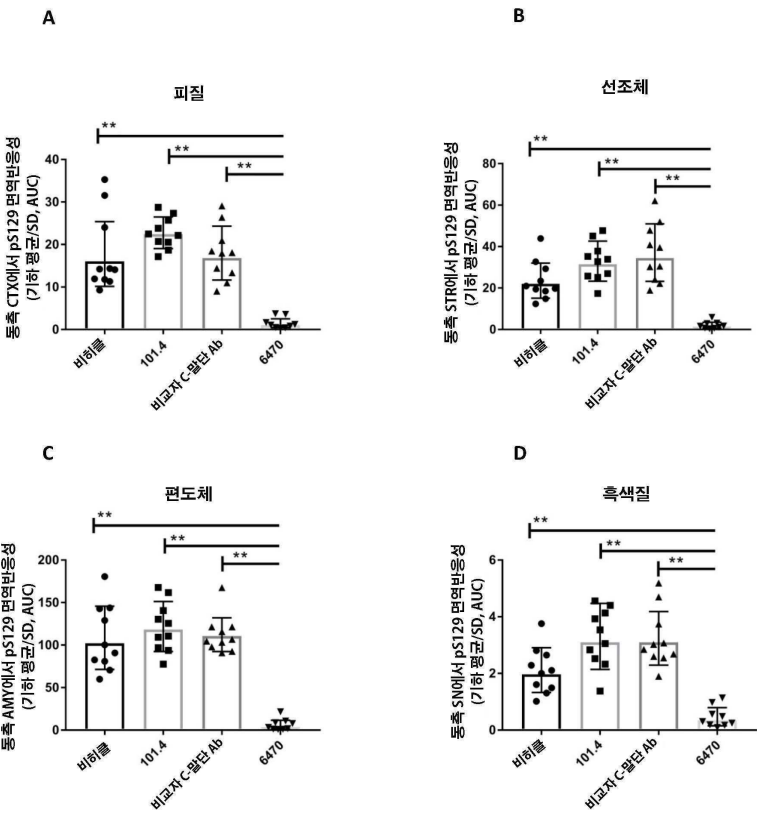 A
피질
**
**
**
동측 CTX에서 pS129 면역반응성
(기하 평균/SD, AUC)
40
30
20
10
0
비히클
101.4
비교자 C-말단 Ab
6470
B
선조체
**
**
**
동측 STR에서 pS129 면역반응성
(기하 평균/SD, AUC)
80
60
40
20
0
비히클
101.4
비교자 C-말단 Ab
6470
C
편도체
**
**
**
동측 AMY에서 pS129 면역반응성
(기하 평균/SD, AUC)
200
150
100
50
0
비히클
101.4
비교자 C-말단 Ab
6470
D
흑색질
**
**
**
동측 SN에서 pS129 면역반응성
(기하 평균/SD, AUC)
6
4
2
0
비히클
101.4
비교자 C-말단 Ab
6470